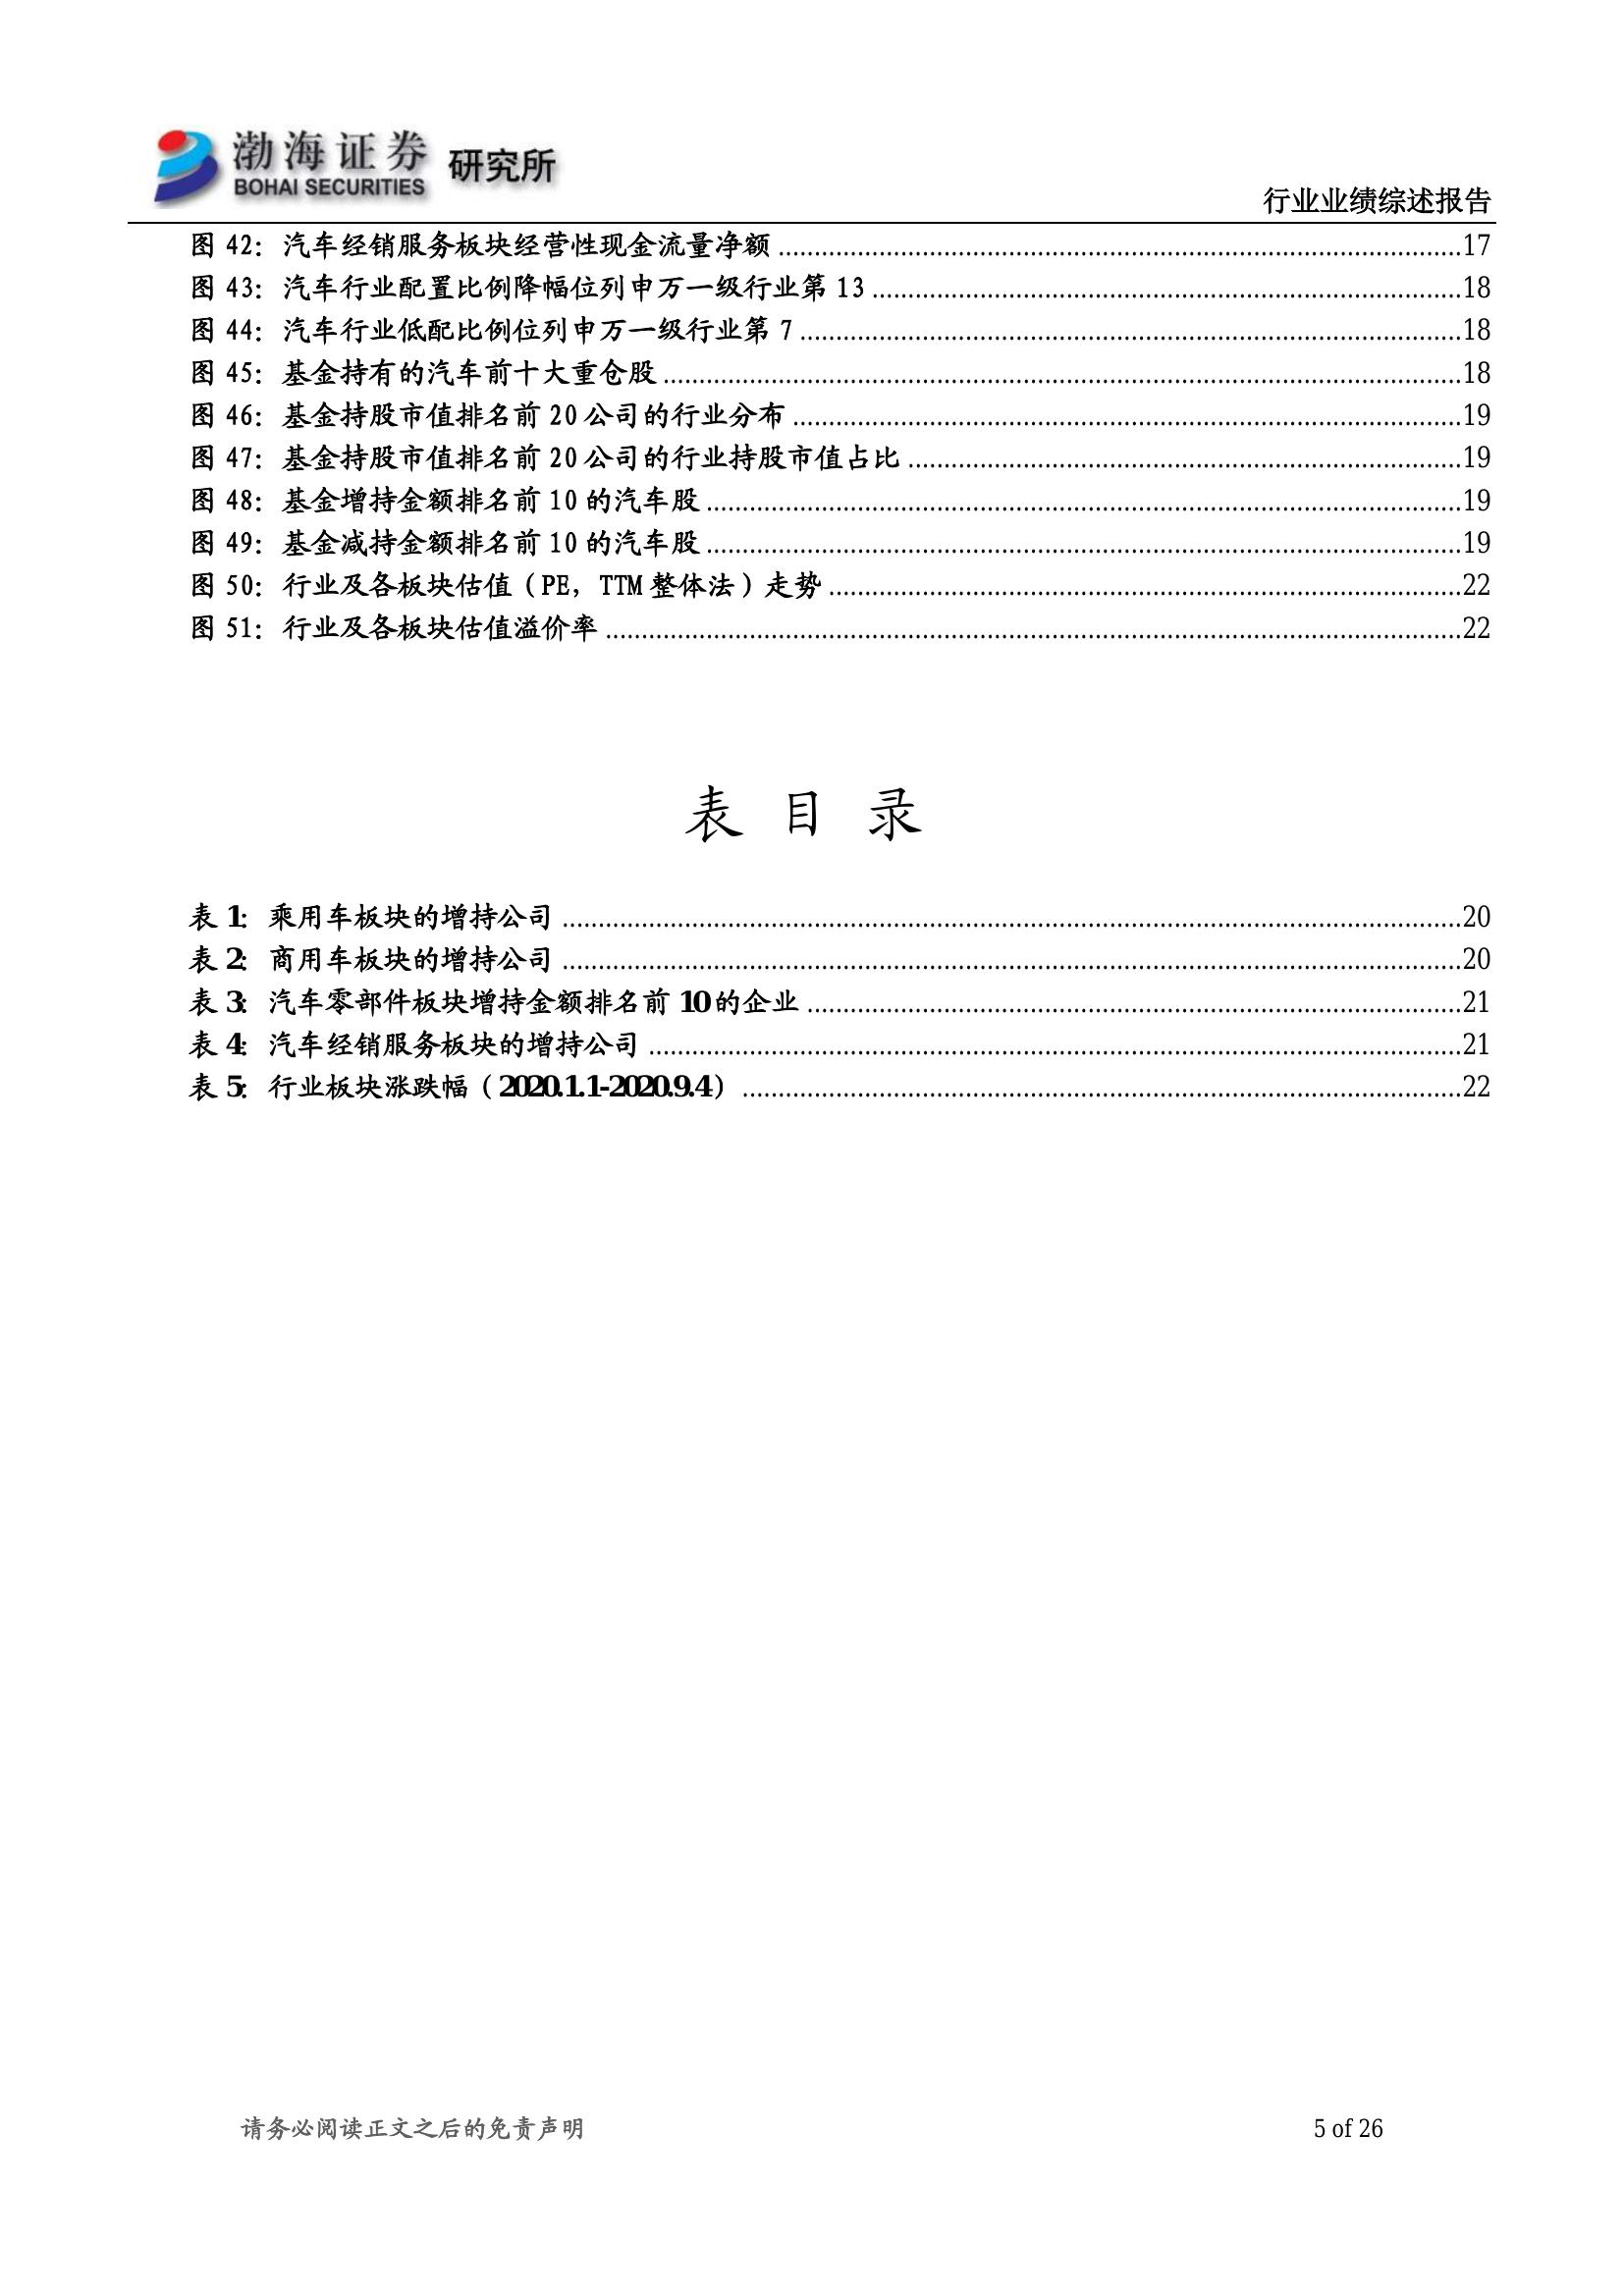 渤海证券 研究所
BOHAI SECURITIES
行业业绩综述报告
图 42：汽车经销服务板块经营性现金流量净额 ........ 17
图 43：汽车行业配置比例降幅位列申万一级行业第 13 ........ 18
图 44：汽车行业低配比例位列申万一级行业第 7 ........ 18
图 45：基金持有的汽车前十大重仓股 ........ 18
图 46：基金持股市值排名前 20 公司的行业分布 ........ 19
图 47：基金持股市值排名前 20 公司的行业持股市值占比 ........ 19
图 48：基金增持金额排名前 10 的汽车股 ........ 19
图 49：基金减持金额排名前 10 的汽车股 ........ 19
图 50：行业及各板块估值（PE，TTM 整体法）走势 ........ 22
图 51：行业及各板块估值溢价率 ........ 22
表 目 录
表 1：乘用车板块的增持公司 ........ 20
表 2：商用车板块的增持公司 ........ 20
表 3：汽车零部件板块增持金额排名前 10 的企业 ........ 21
表 4：汽车经销服务板块的增持公司 ........ 21
表 5：行业板块涨跌幅（2020.1.1-2020.9.4） ........ 22
请务必阅读正文之后的免责声明 5 of 26